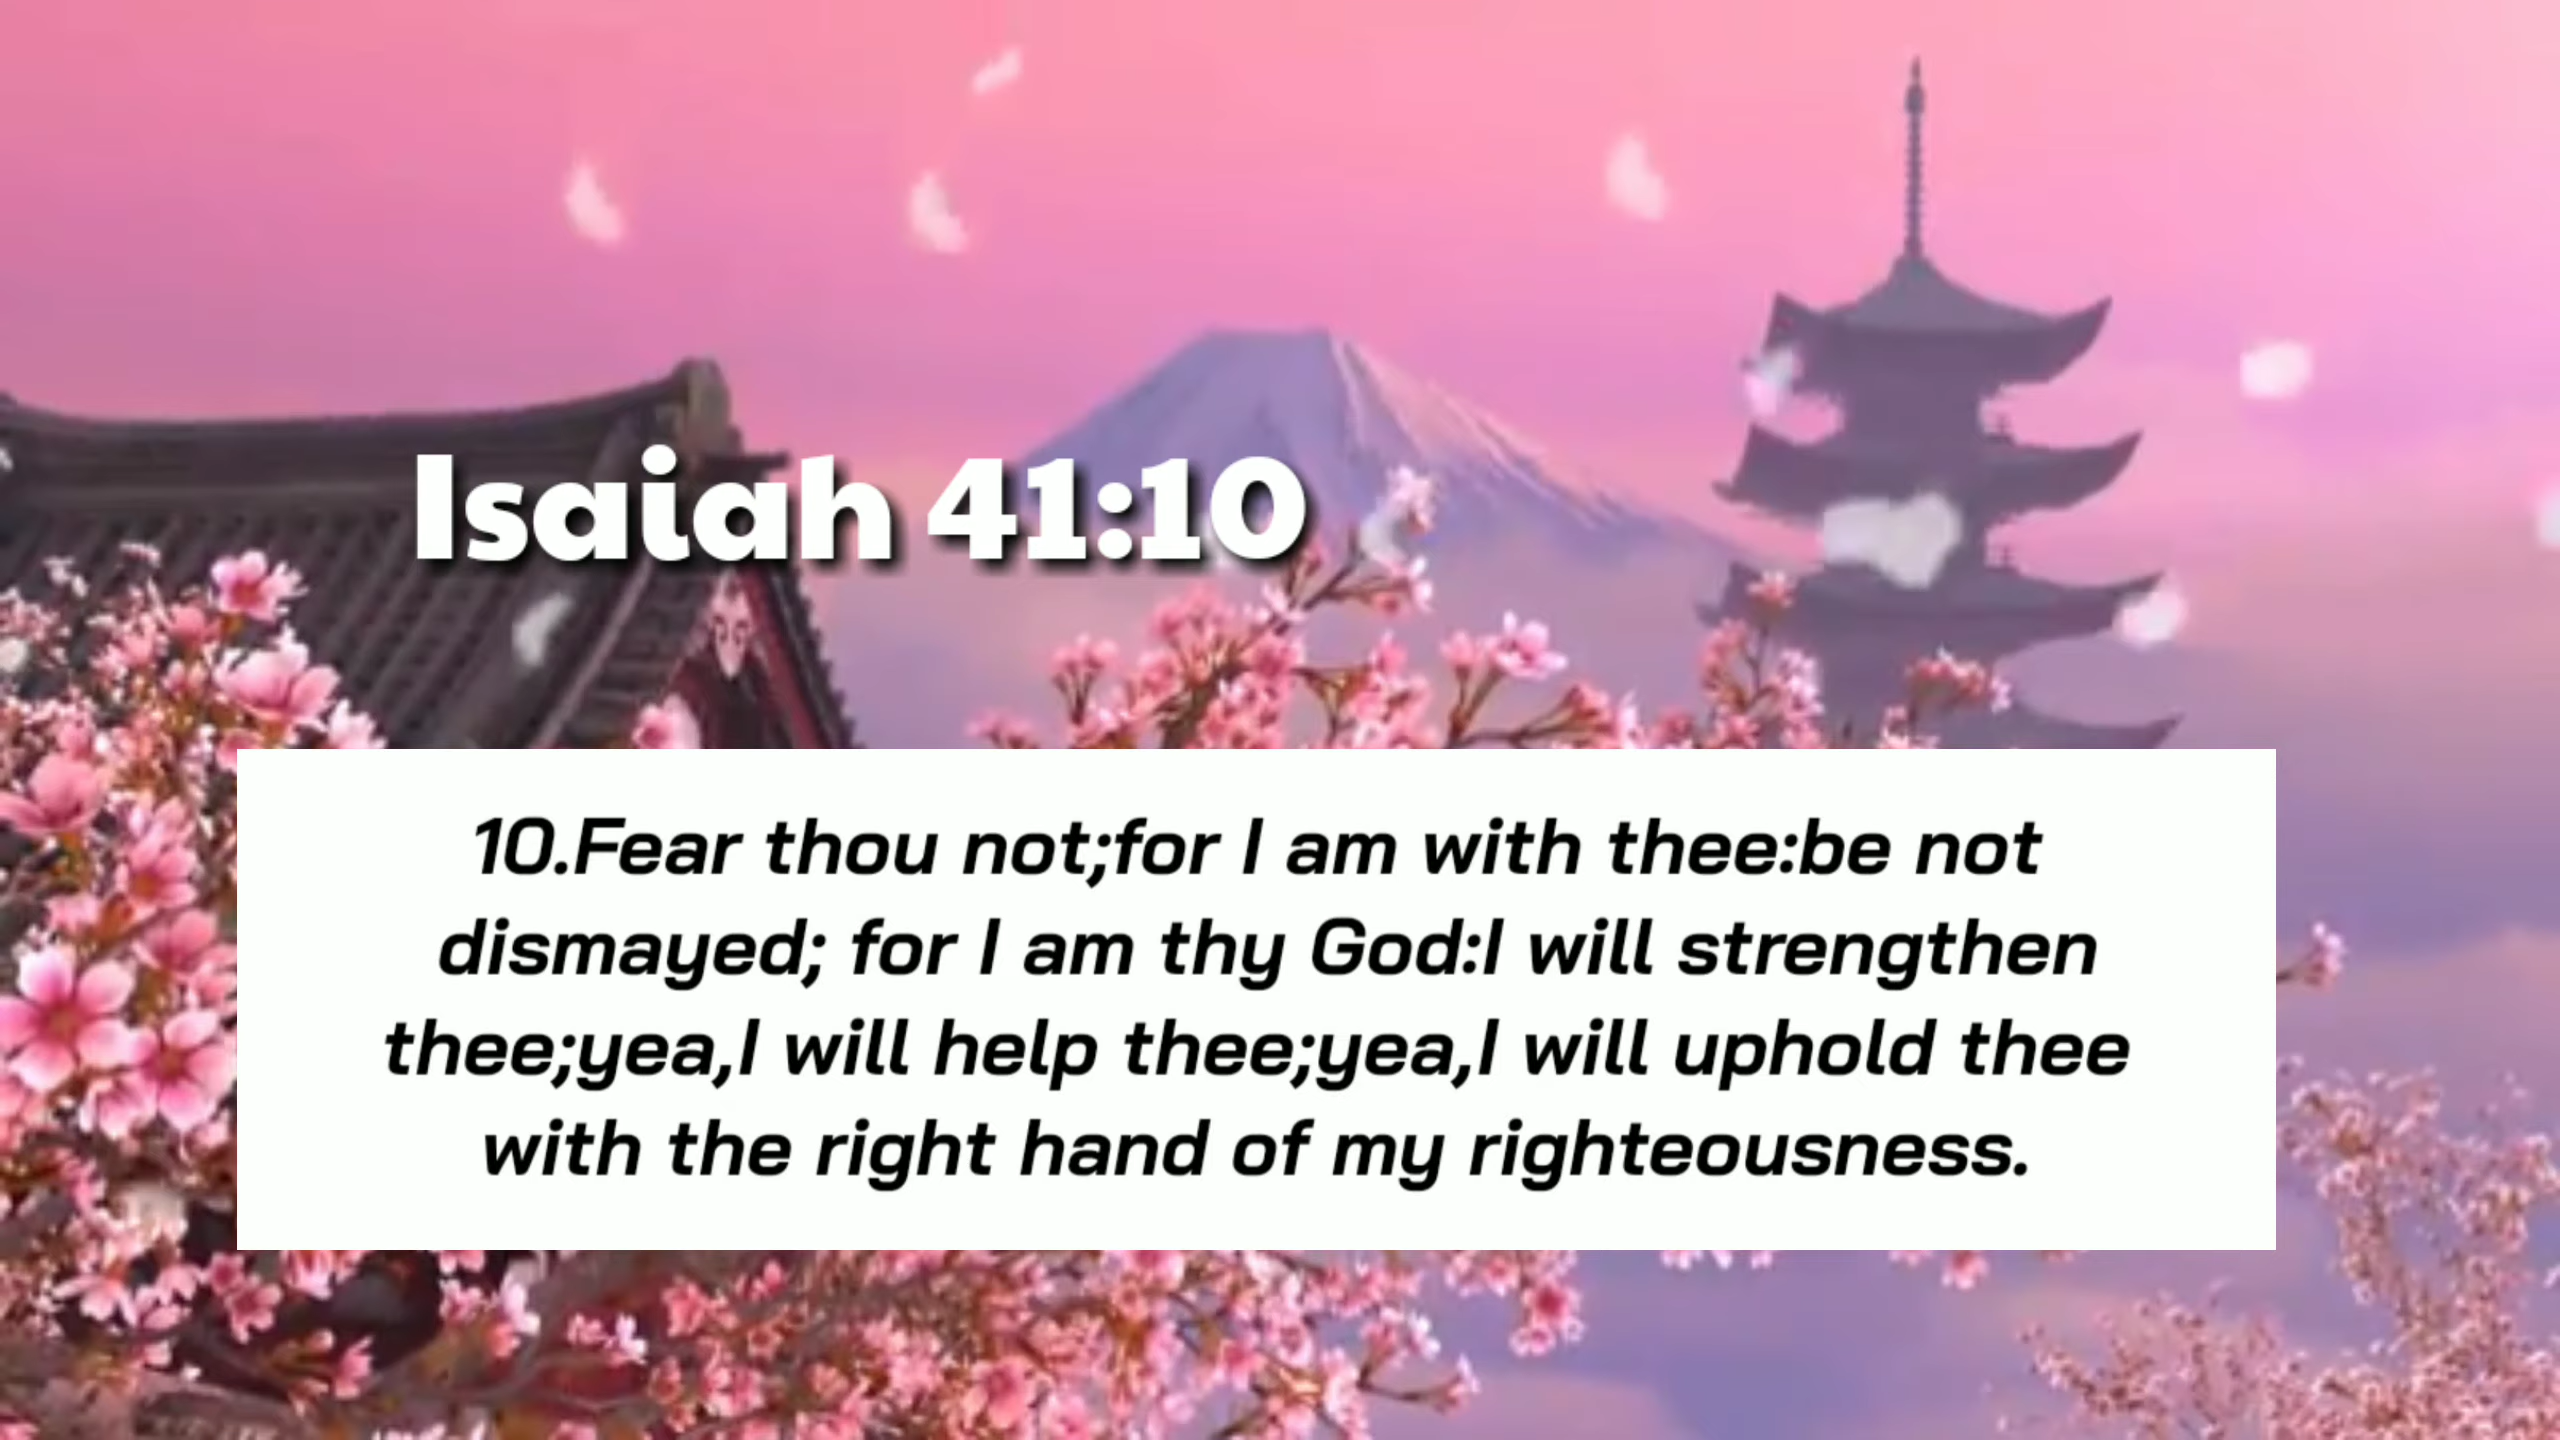 Isaiah 41:10
10.Fear thou not;for I am with thee:be not
dismayed; for I am thy God:I will strengthen
thee;yea,I will help thee;yea,I will uphold thee
with the right hand of my righteousness.